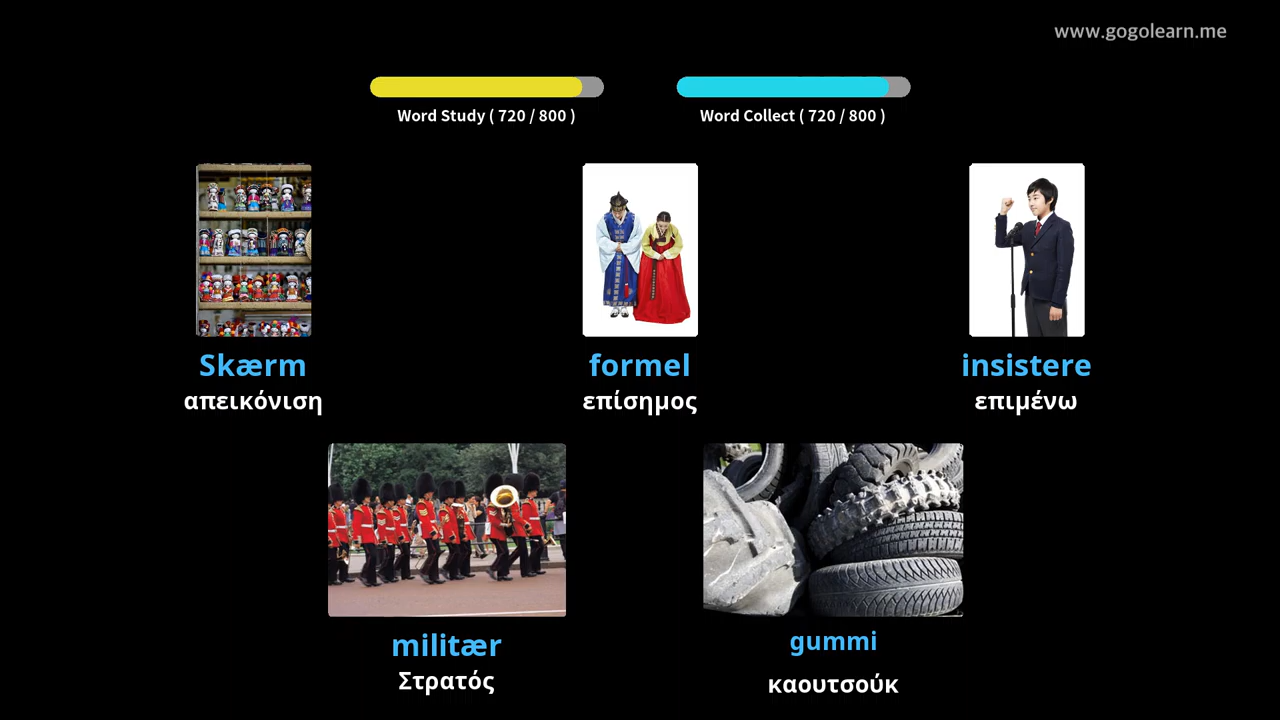 www.gogolearn.me
Word Study ( 720 / 800 )
Word Collect ( 720 / 800 )
Skærm
απεικόνιση
formel
επίσημος
insistere
επιμένω
militær
Στρατός
gummi
καουτσούκ